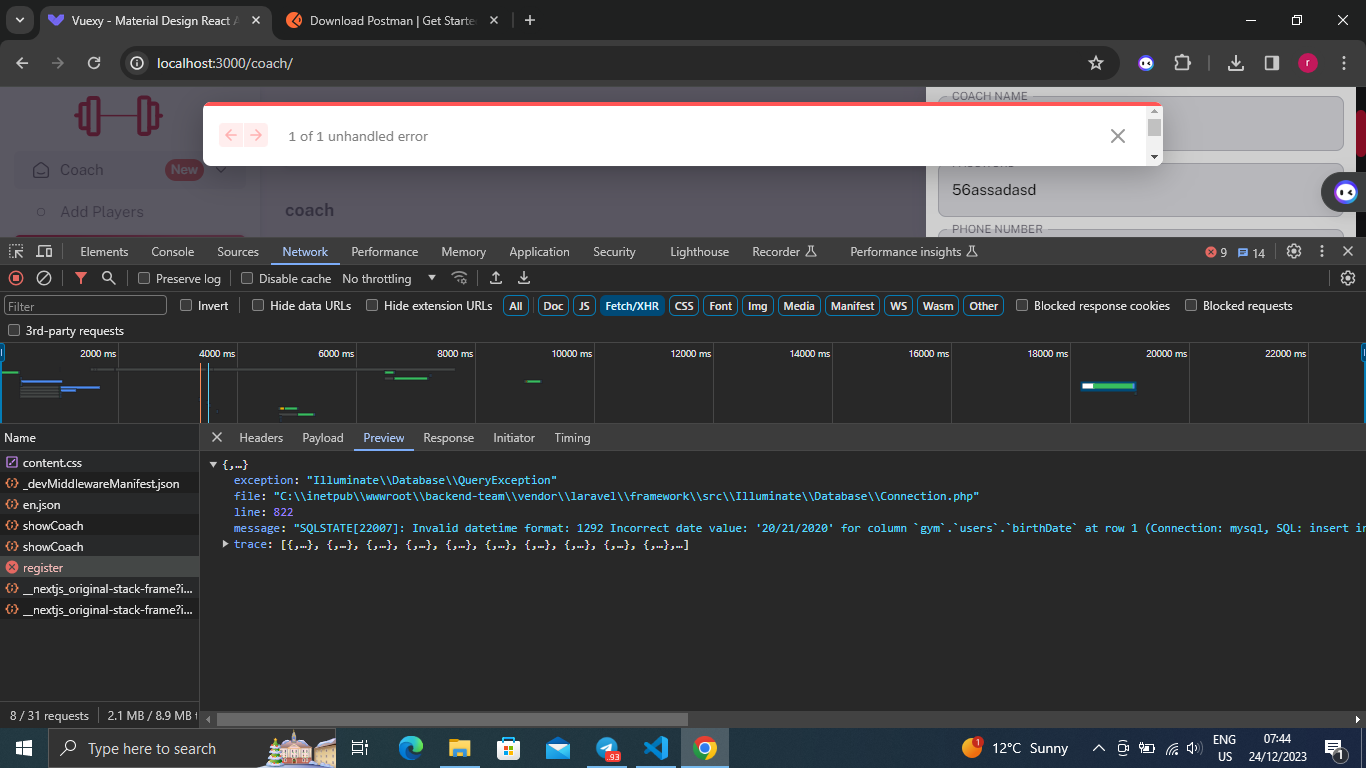 Vuexy - Material Design React A
Download Postman | Get Starte
localhost:3000/coach/
r
COACH NAME
1 of 1 unhandled error
Coach
New
56assadasd
Add Players
coach
PHONE NUMBER
Elements Console Sources Network Performance Memory Application Security Lighthouse Recorder Performance insights 9 14
Preserve log Disable cache No throttling
Filter Invert Hide data URLs Hide extension URLs All Doc JS Fetch/XHR CSS Font Img Media Manifest WS Wasm Other Blocked response cookies Blocked requests
3rd-party requests
2000 ms 4000 ms 6000 ms 8000 ms 10000 ms 12000 ms 14000 ms 16000 ms 18000 ms 20000 ms 22000 ms
Name Headers Payload Preview Response Initiator Timing
content.css
_devMiddlewareManifest.json
en.json
showCoach
showCoach
register
__nextjs_original-stack-frame?i...
__nextjs_original-stack-frame?i...
{,…}
exception: "Illuminate\\Database\\QueryException"
file: "C:\\inetpub\\wwwroot\\backend-team\\vendor\\laravel\\framework\\src\\Illuminate\\Database\\Connection.php"
line: 822
message: "SQLSTATE[22007]: Invalid datetime format: 1292 Incorrect date value: '20/21/2020' for column `gym`.`users`.`birthDate` at row 1 (Connection: mysql, SQL: insert in
trace: [{,…}, {,…}, {,…}, {,…}, {,…}, {,…}, {,…}, {,…}, {,…}, {,…},…]
8 / 31 requests 2.1 MB / 8.9 MB
Type here to search
93
1
12°C Sunny
ENG
US
07:44
24/12/2023
1